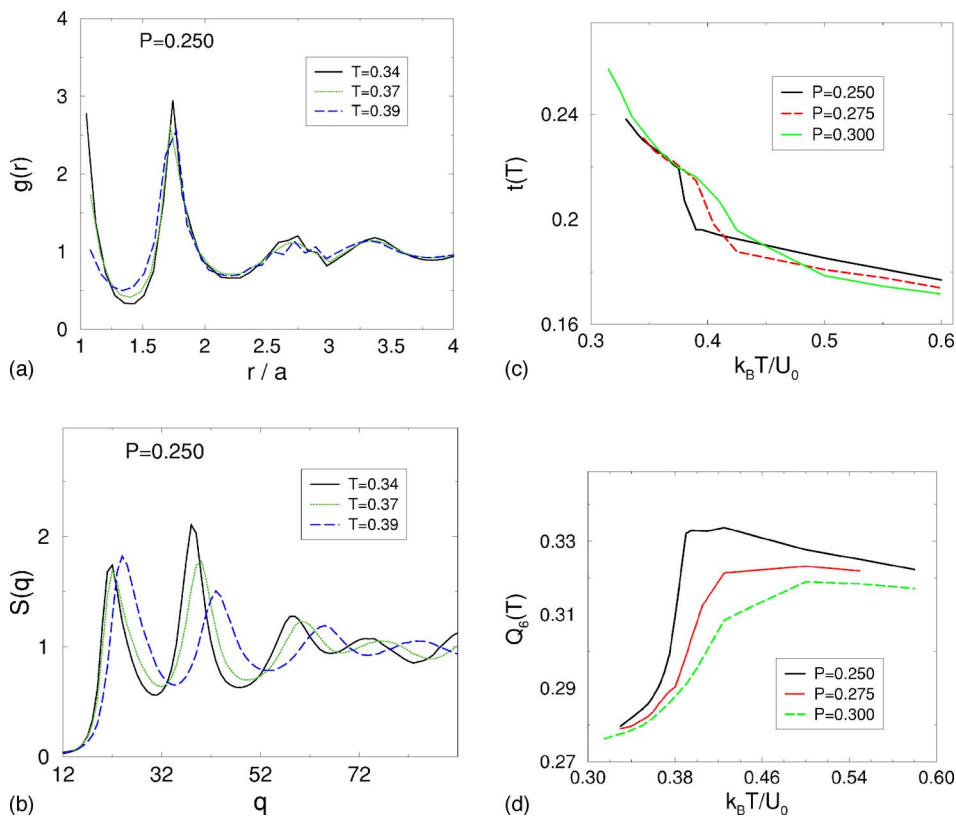 4
3
2
1
0
g(r)
P=0.250
T=0.34
T=0.37
T=0.39
1 1.5 2 2.5 3 3.5 4
r / a
(a)
0.24
0.2
0.16
t(T)
P=0.250
P=0.275
P=0.300
0.3 0.4 0.5 0.6
k_BT/U_0
(c)
2
1
0
S(q)
P=0.250
T=0.34
T=0.37
T=0.39
12 32 52 72
q
(b)
0.33
0.31
0.29
0.27
Q_6(T)
P=0.250
P=0.275
P=0.300
0.30 0.38 0.46 0.54 0.60
k_BT/U_0
(d)